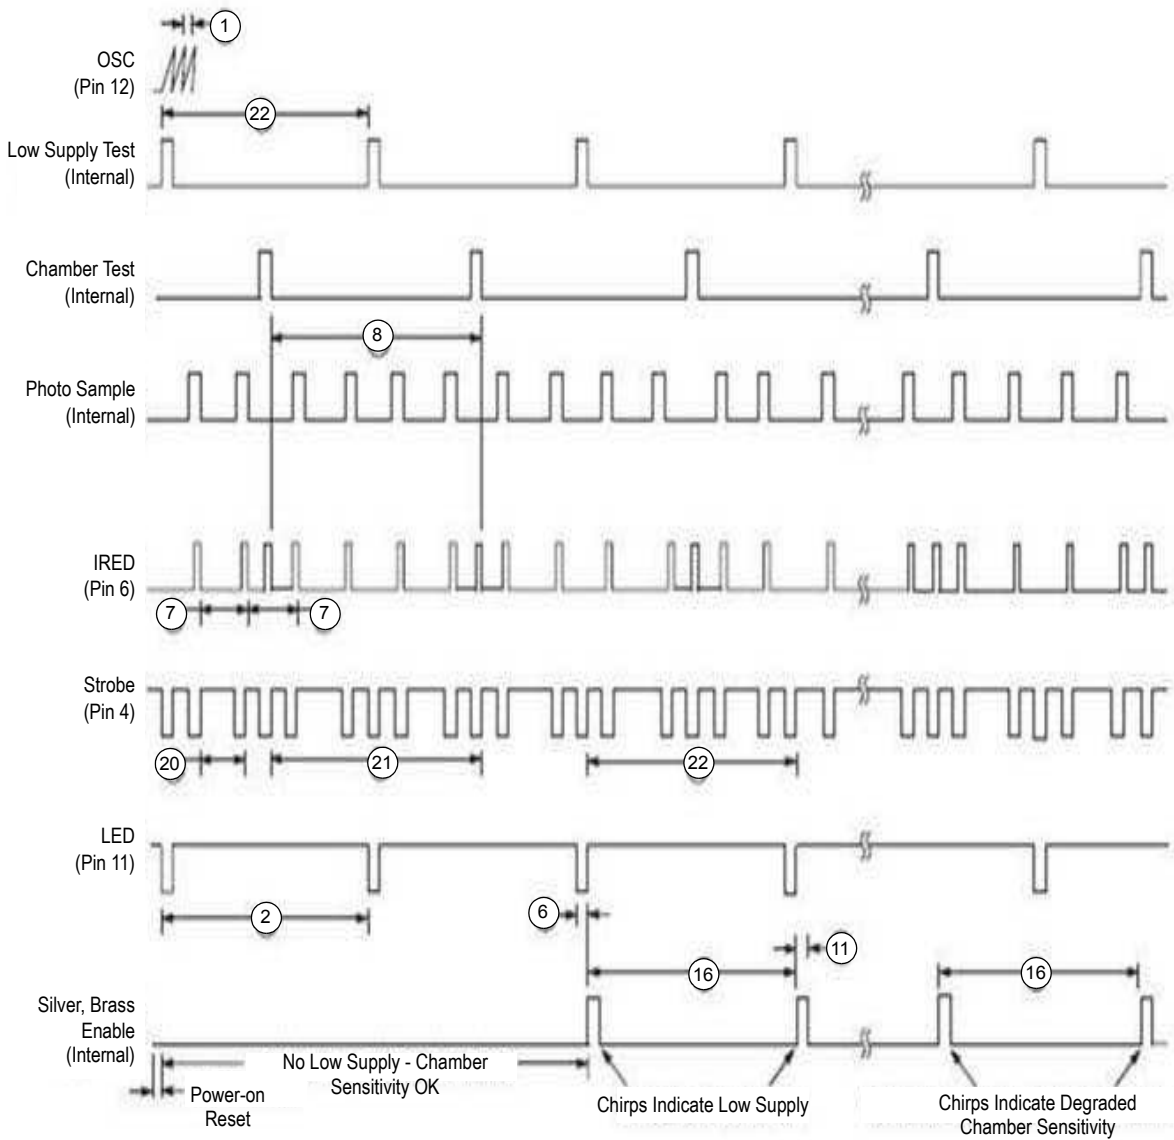 1
OSC
(Pin 12)
22
Low Supply Test
(Internal)
Chamber Test
(Internal)
8
Photo Sample
(Internal)
IRED
(Pin 6)
7
7
Strobe
(Pin 4)
20
21
22
LED
(Pin 11)
2
6
11
16
16
Silver, Brass
Enable
(Internal)
No Low Supply - Chamber
Sensitivity OK
Power-on
Reset
Chirps Indicate Low Supply
Chirps Indicate Degraded
Chamber Sensitivity